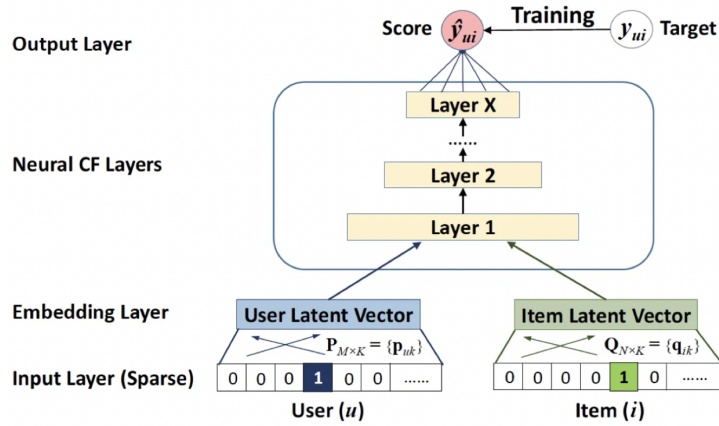 Output Layer
Score
ŷ_ui
Training
y_ui
Target
Neural CF Layers
Layer X
......
Layer 2
Layer 1
Embedding Layer
User Latent Vector
Item Latent Vector
P_M×K = {p_uk}
Q_N×K = {q_ik}
Input Layer (Sparse)
0 0 0 1 0 0 ......
0 0 0 0 1 0 ......
User (u)
Item (i)